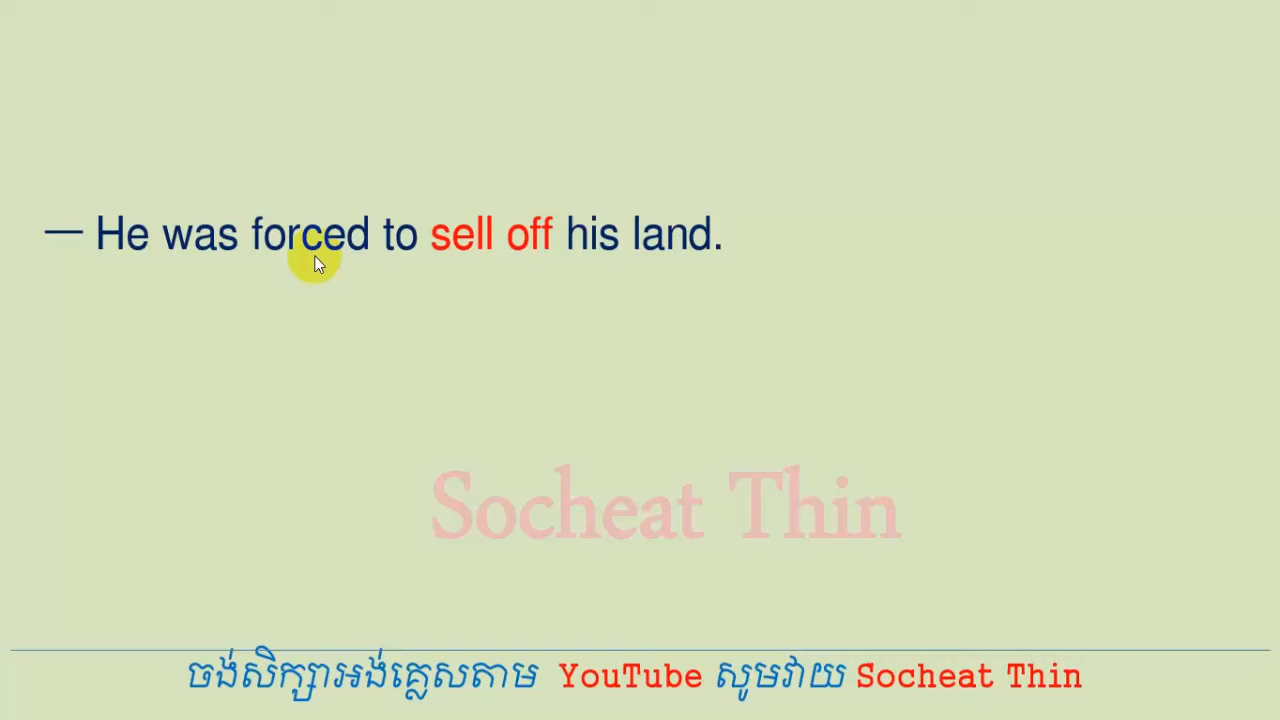 — He was forced to sell off his land.
Socheat Thin
ចង់សិក្សាអង់គ្លេសតាម YouTube សូមវាយ Socheat Thin